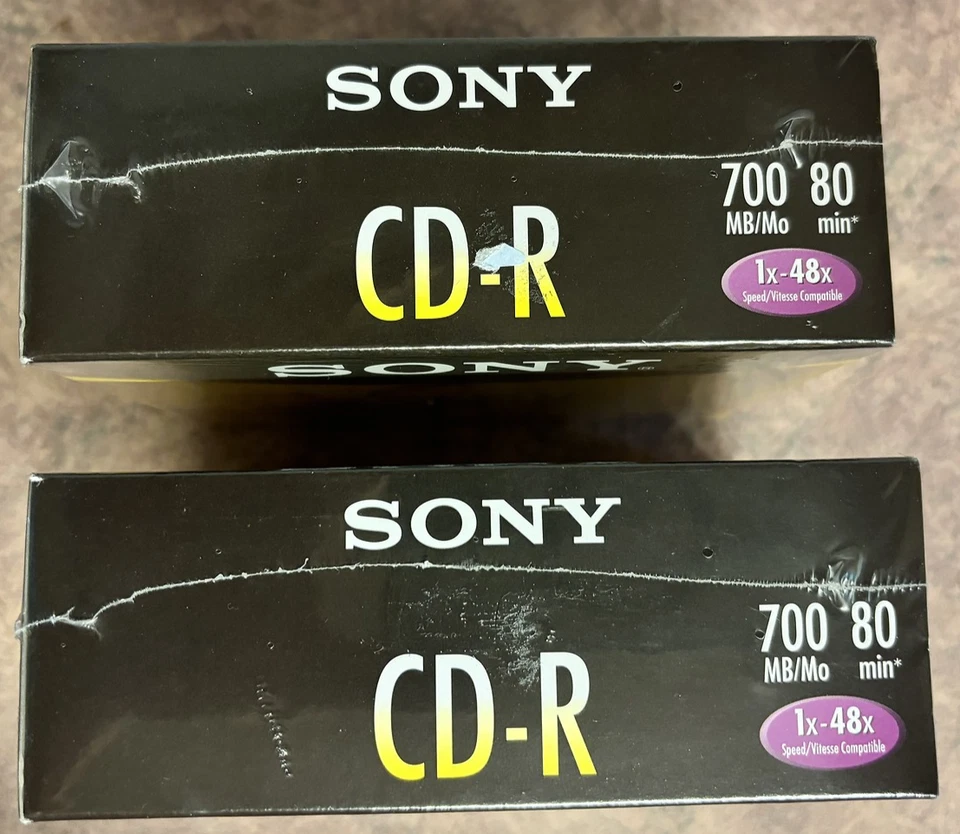 SONY
700 80
MB/Mo min*
CD-R
1x-48x
Speed/Vitesse Compatible
SONY
SONY
700 80
MB/Mo min*
CD-R
1x-48x
Speed/Vitesse Compatible